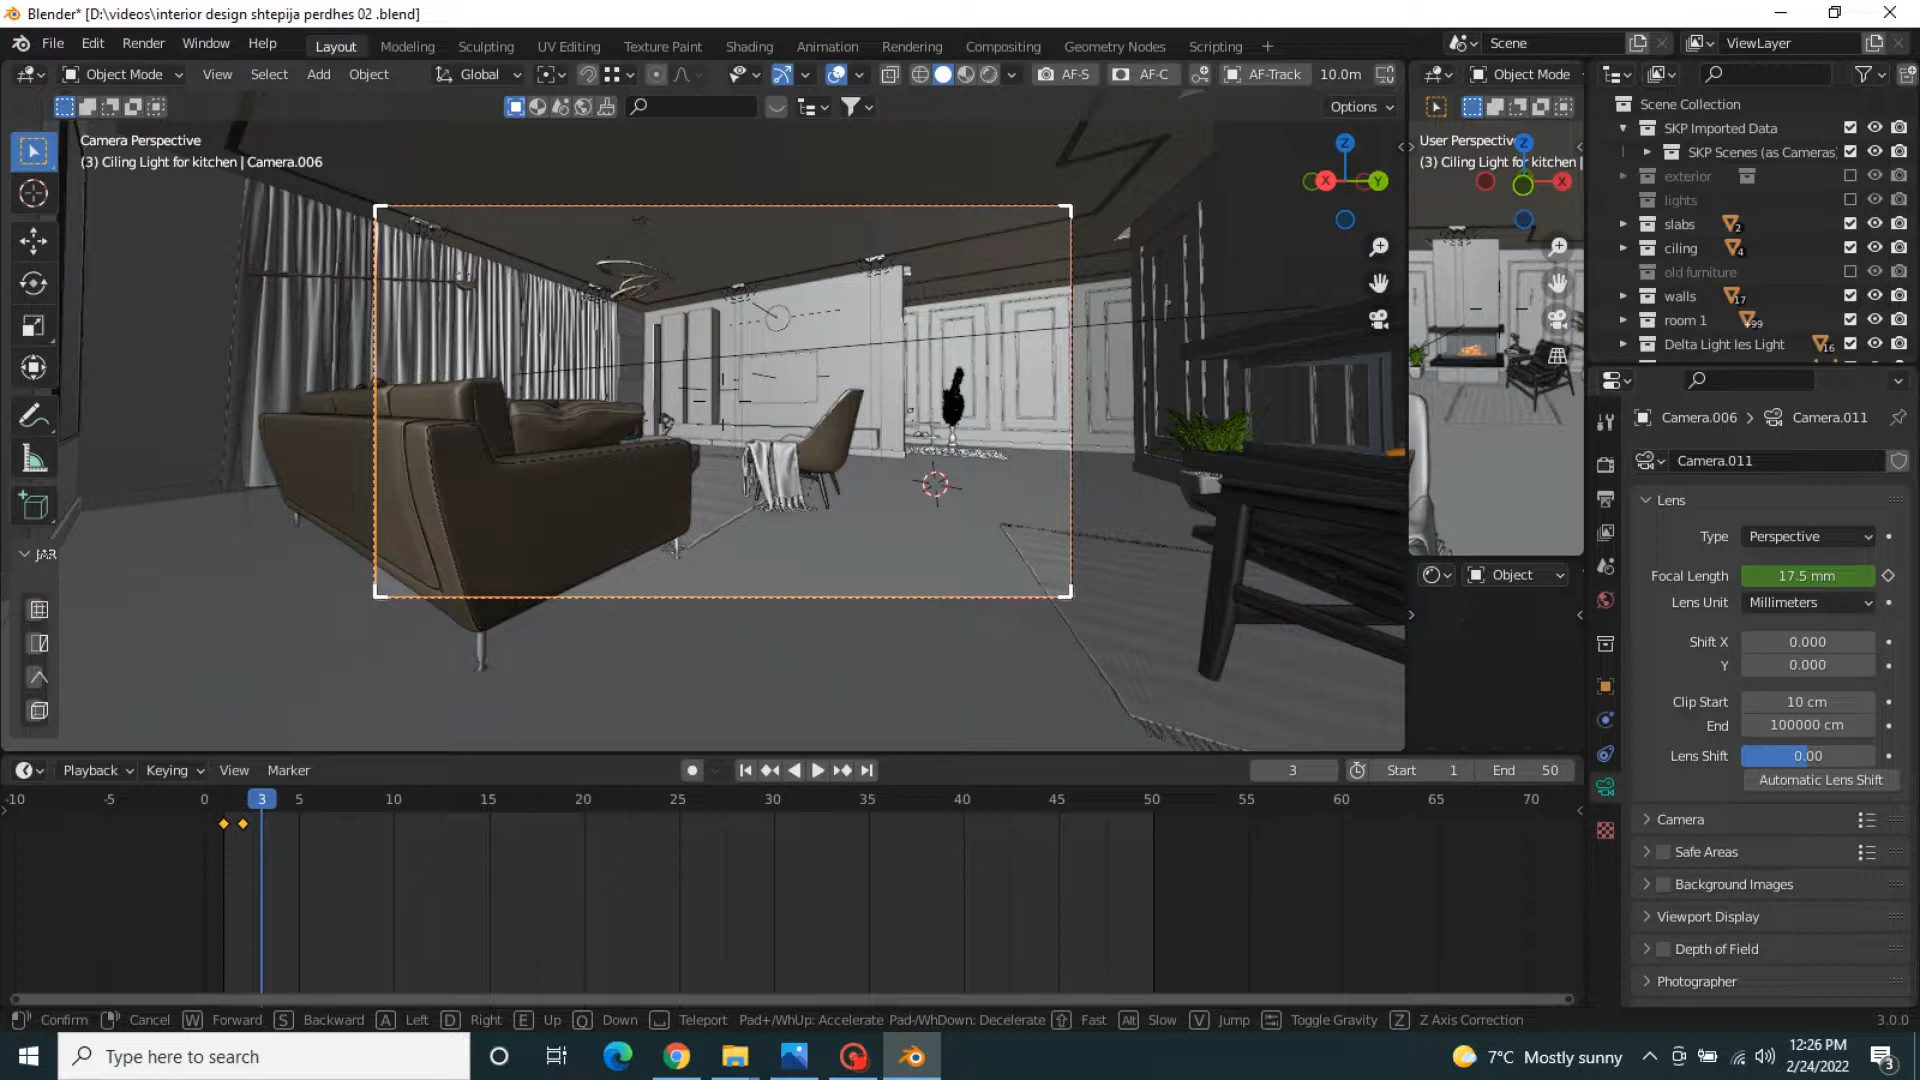 Blender* [D:\videos\interior design shtepija perdhes 02 .blend]
File Edit Render Window Help Layout Modeling Sculpting UV Editing Texture Paint Shading Animation Rendering Compositing Geometry Nodes Scripting + Scene ViewLayer
Object Mode View Select Add Object Global AF-S AF-C AF-Track 10.0m Object Mode
Options
Camera Perspective
(3) Ciling Light for kitchen | Camera.006
Z
X
Y
User Perspective
(3) Ciling Light for kitchen |
Z
X
Scene Collection
SKP Imported Data
SKP Scenes (as Cameras)
exterior
lights
slabs 2
ciling 4
old furniture
walls 17
room 1 +99
Delta Light Ies Light 16
JAR
Object
Camera.006 > Camera.011
Camera.011
Lens
Type Perspective
Focal Length 17.5 mm
Lens Unit Millimeters
Shift X 0.000
Y 0.000
Clip Start 10 cm
End 100000 cm
Lens Shift 0.00
Automatic Lens Shift
Camera
Safe Areas
Background Images
Viewport Display
Depth of Field
Photographer
Playback Keying View Marker 3 Start 1 End 50
-10 -5 0 3 5 10 15 20 25 30 35 40 45 50 55 60 65 70
Confirm Cancel W Forward S Backward A Left D Right E Up Q Down Teleport Pad+/WhUp: Accelerate Pad-/WhDown: Decelerate Fast Alt Slow V Jump Toggle Gravity Z Z Axis Correction 3.0.0
Type here to search
7°C Mostly sunny
12:26 PM
2/24/2022
3